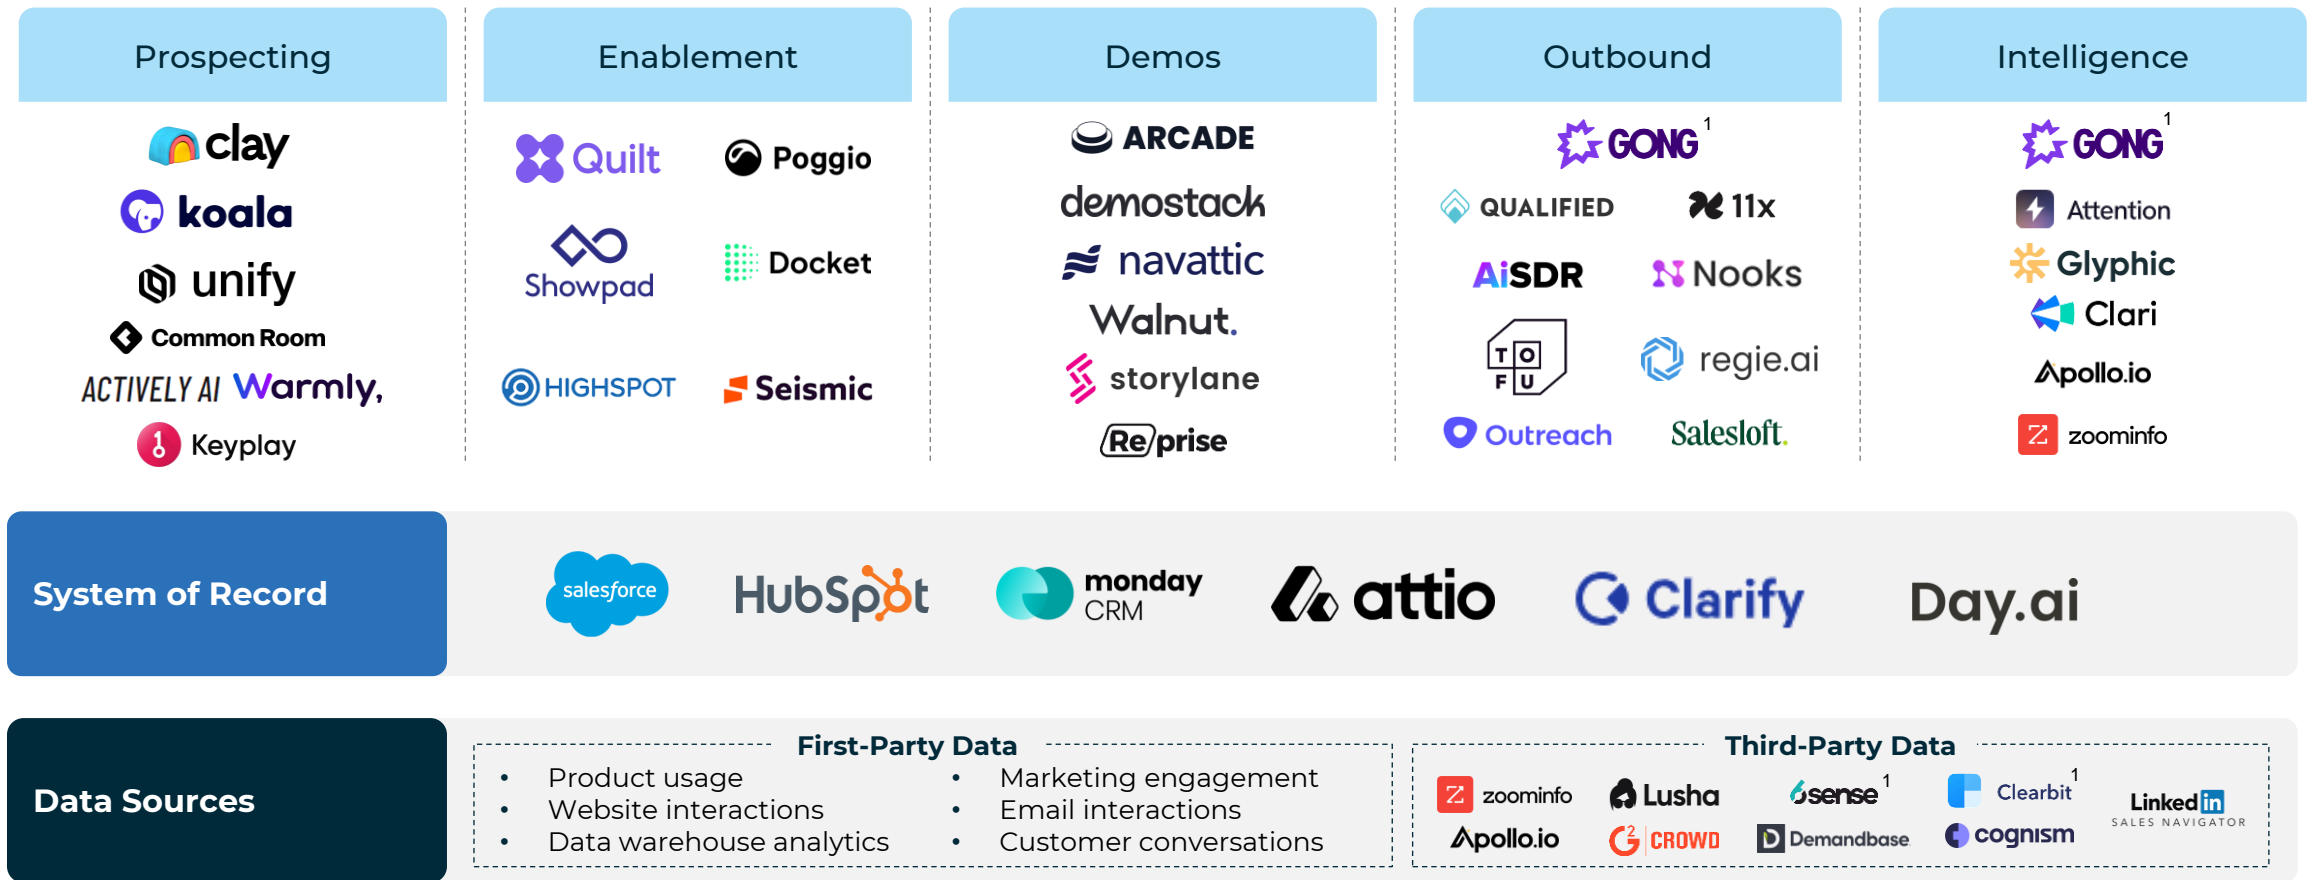 Prospecting
clay
koala
unify
Common Room
ACTIVELY AI Warmly,
Keyplay
Enablement
Quilt Poggio
Showpad Docket
HIGHSPOT Seismic
Demos
ARCADE
demostack
navattic
Walnut.
storylane
Reprise
Outbound
GONG 1
QUALIFIED 11x
AiSDR Nooks
TOFU regie.ai
Outreach Salesloft.
Intelligence
GONG 1
Attention
Glyphic
Clari
Apollo.io
zoominfo
System of Record
salesforce HubSpot monday CRM attio Clarify Day.ai
Data Sources
First-Party Data
• Product usage
• Website interactions
• Data warehouse analytics
• Marketing engagement
• Email interactions
• Customer conversations
Third-Party Data
zoominfo Lusha 6sense 1 Clearbit 1
Apollo.io G2 CROWD Demandbase cognism
Linked in
SALES NAVIGATOR